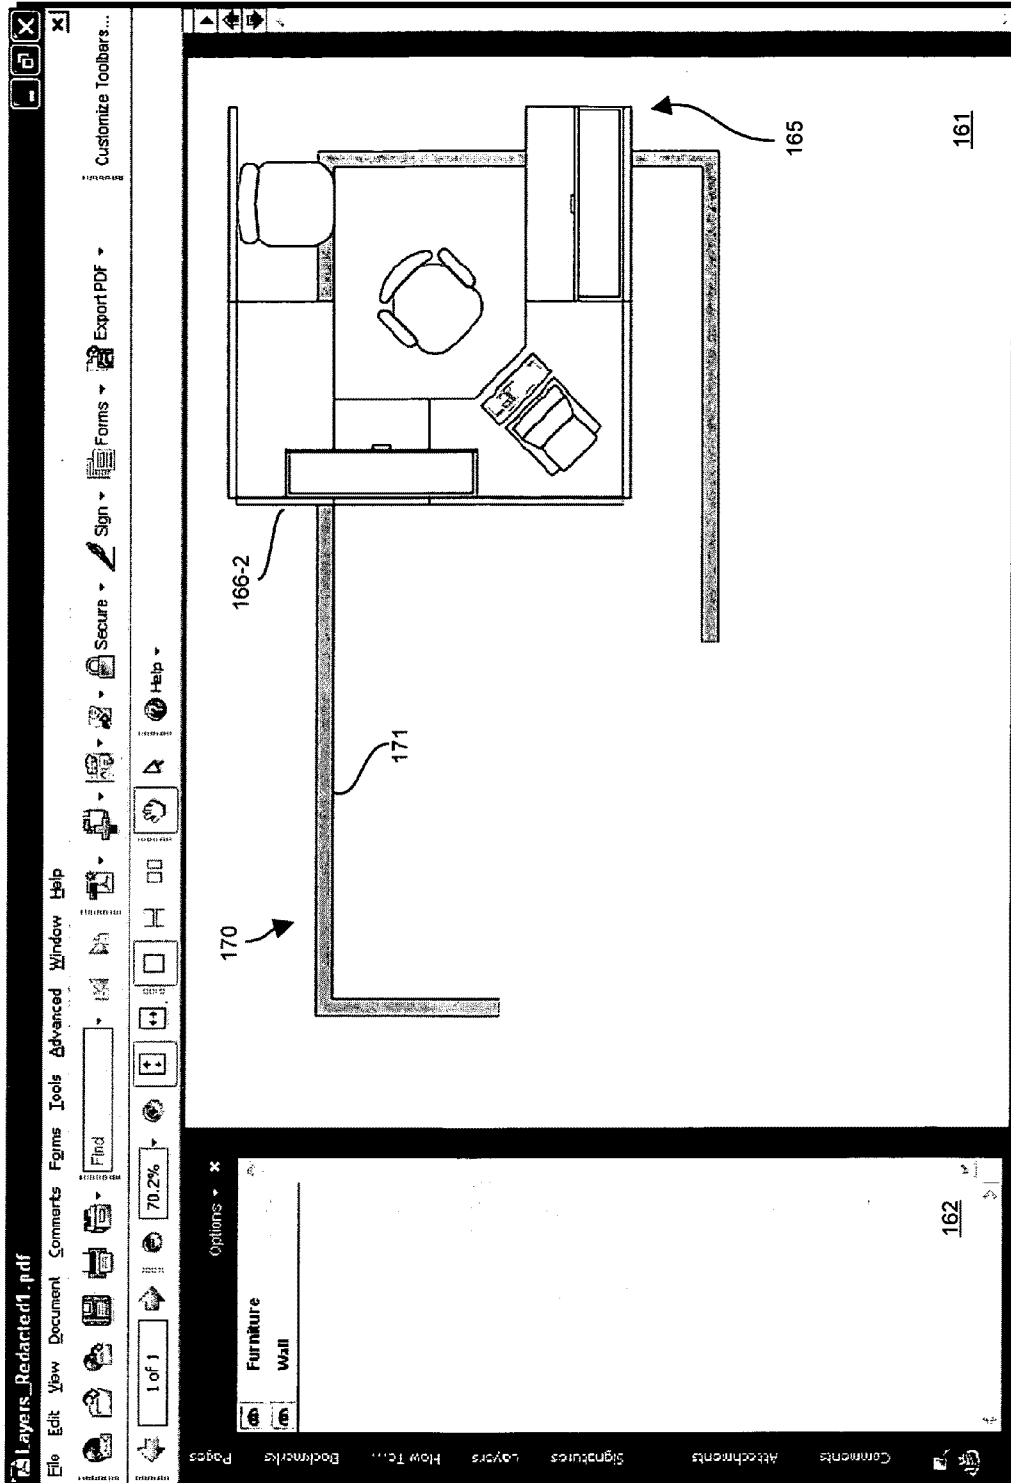 Layers_Redacted1.pdf
File Edit View Document Comments Forms Tools Advanced Window Help
Find
Secure Sign Forms Export PDF Customize Toolbars...
1 of 1 70.2% Help
Options
Furniture
Wall
Pages
Bookmarks
How To...
Layers
Signatures
Attachments
Comments
162
170
171
166-2
165
161